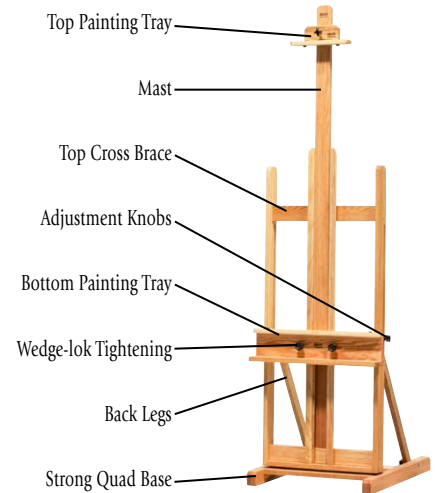 Top Painting Tray
Mast
Top Cross Brace
Adjustment Knobs
Bottom Painting Tray
Wedge-lok Tightening
Back Legs
Strong Quad Base